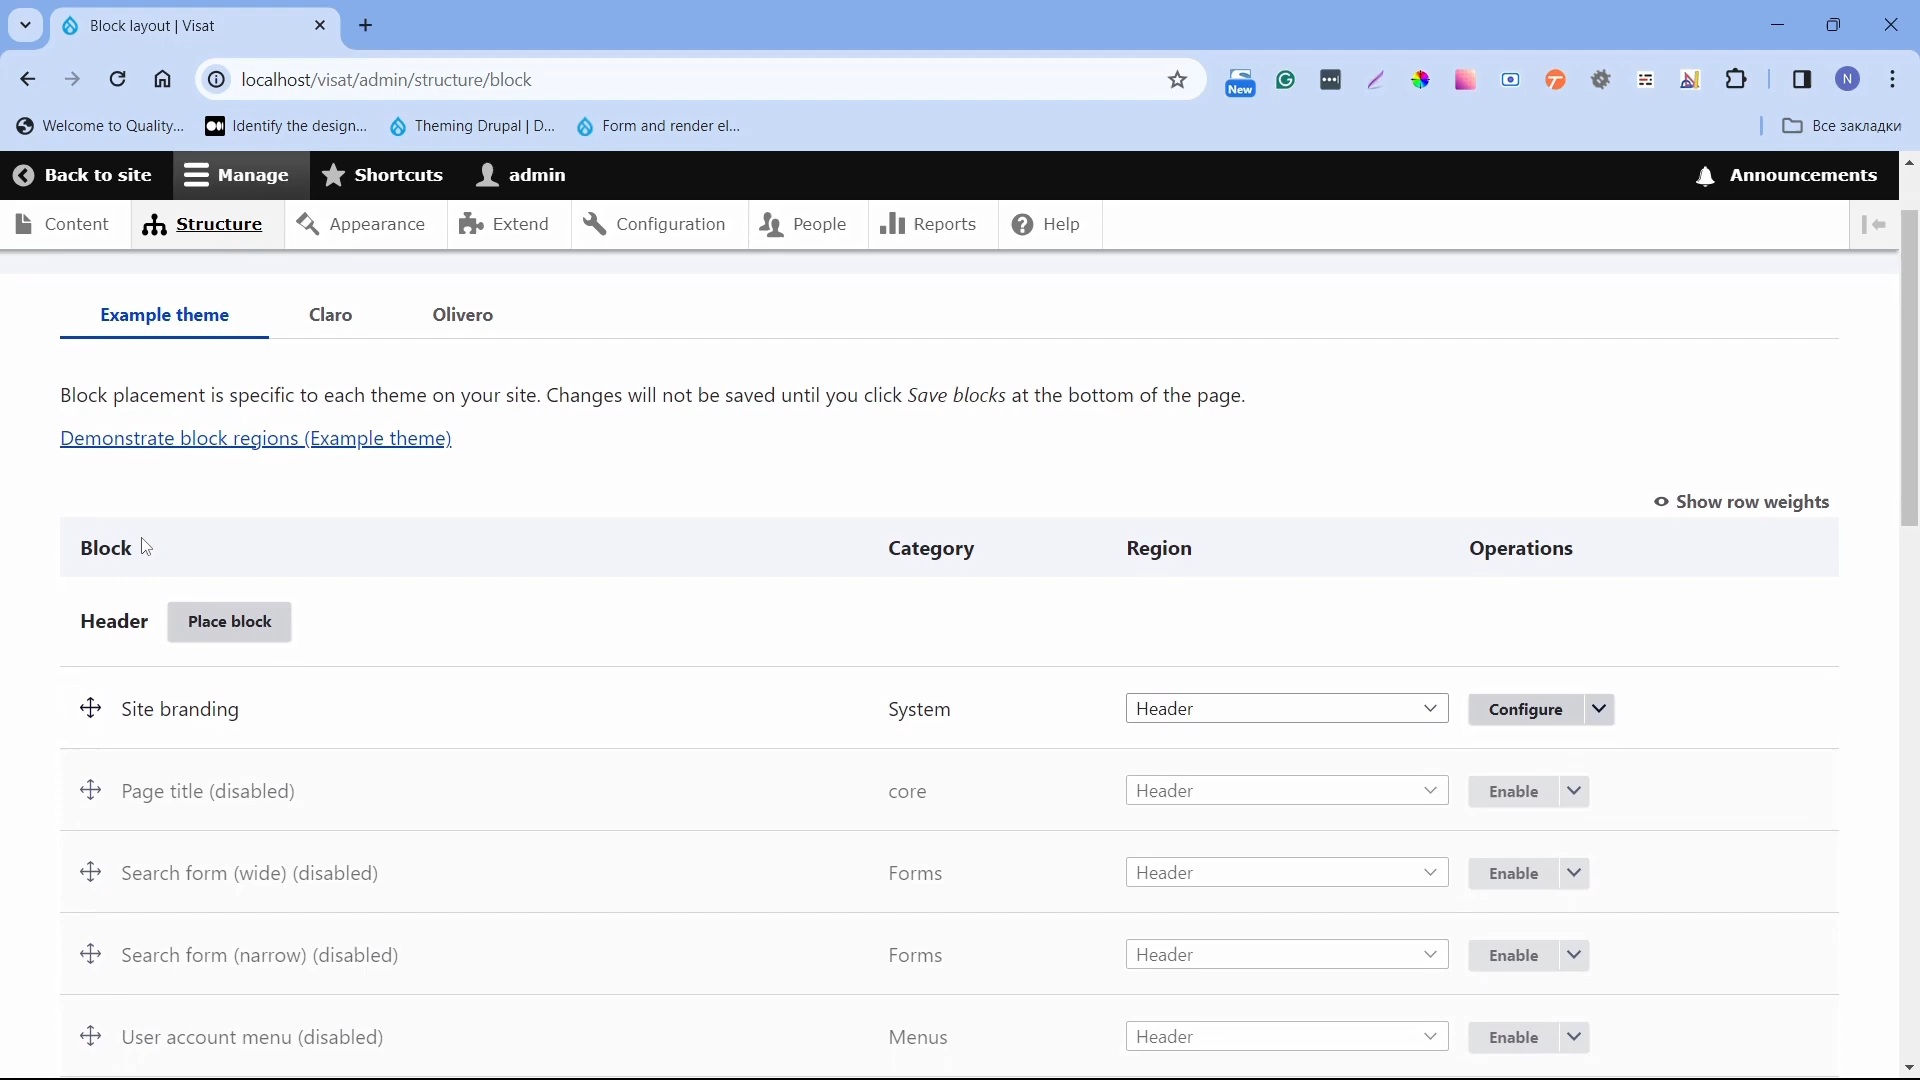 Block layout | Visat
localhost/visat/admin/structure/block
New
N
Welcome to Quality...
Identify the design...
Theming Drupal | D...
Form and render el...
Все закладки
Back to site
Manage
Shortcuts
admin
Announcements
Content
Structure
Appearance
Extend
Configuration
People
Reports
Help
Example theme
Claro
Olivero
Block placement is specific to each theme on your site. Changes will not be saved until you click Save blocks at the bottom of the page.
Demonstrate block regions (Example theme)
Show row weights
Block Category Region Operations
Header Place block
Site branding System Header Configure
Page title (disabled) core Header Enable
Search form (wide) (disabled) Forms Header Enable
Search form (narrow) (disabled) Forms Header Enable
User account menu (disabled) Menus Header Enable